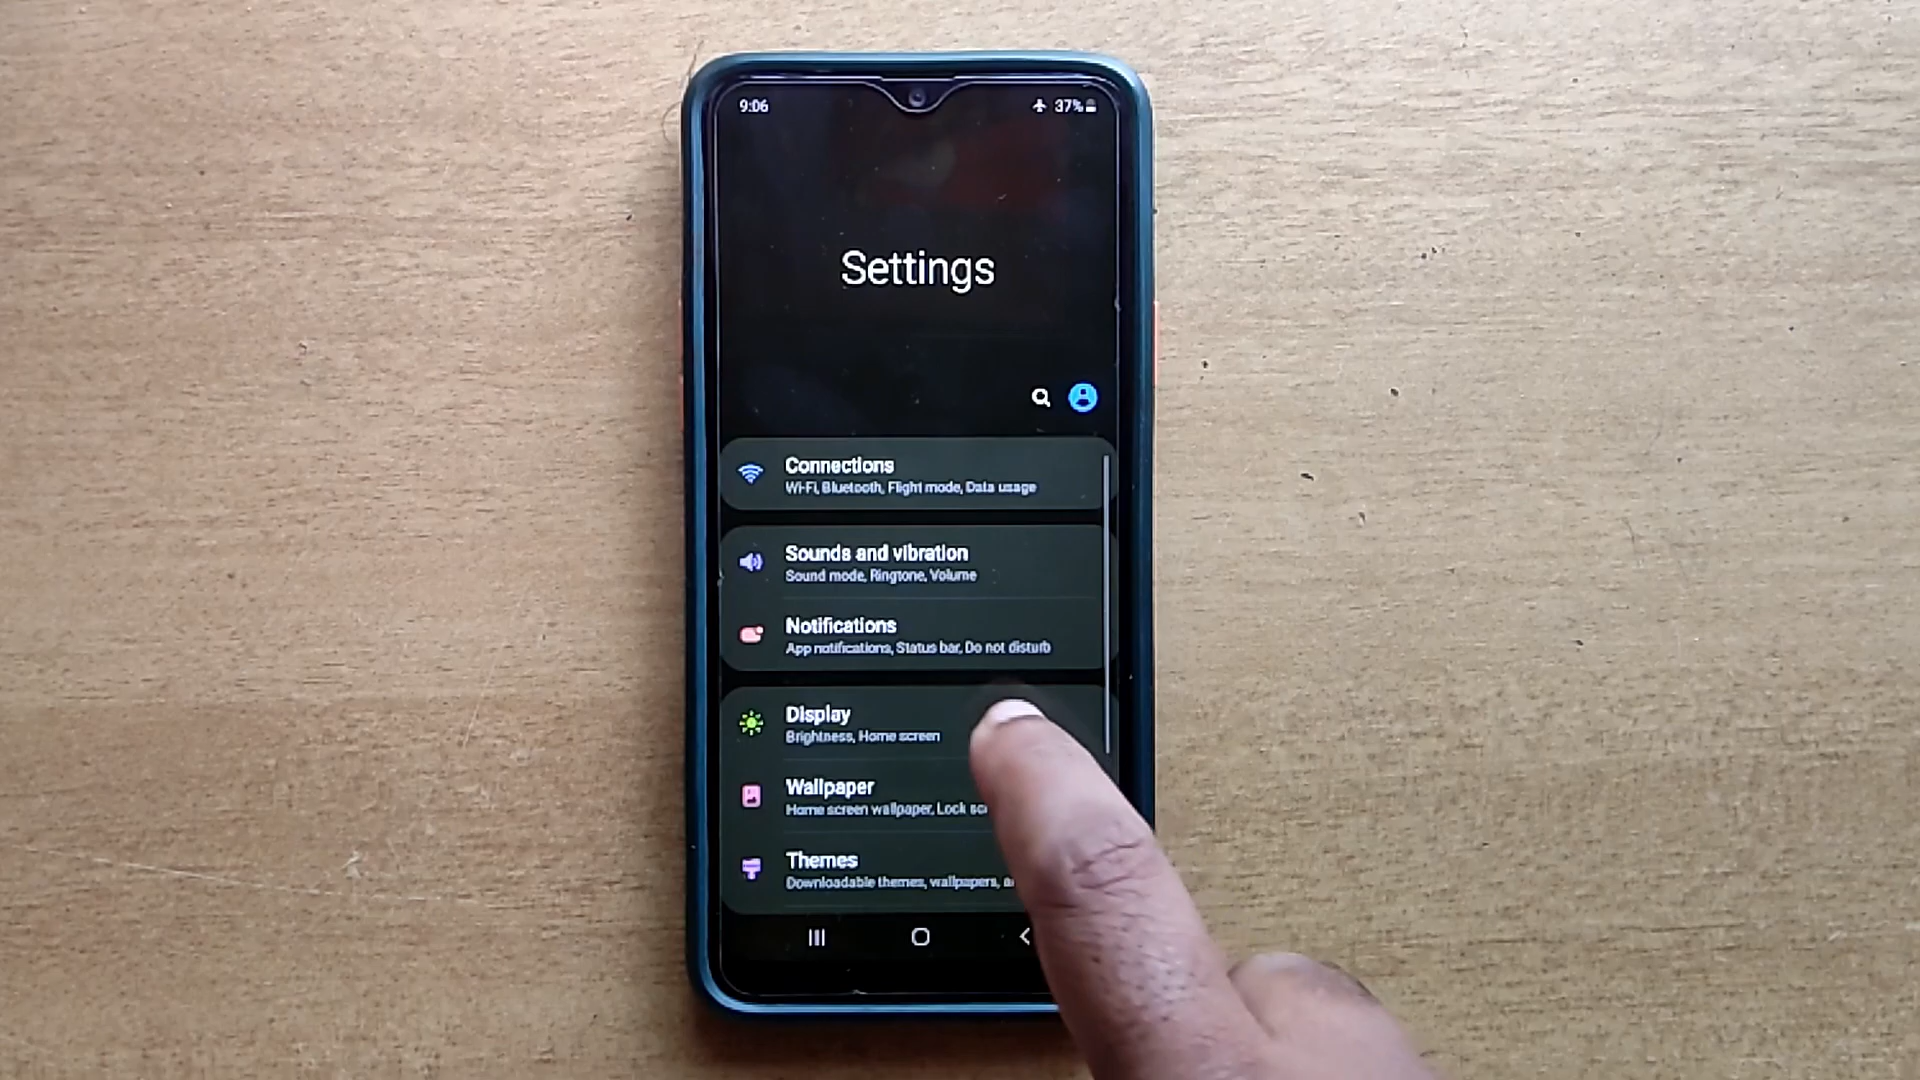 9:06
37%
Settings
Connections
Wi-Fi, Bluetooth, Flight mode, Data usage
Sounds and vibration
Sound mode, Ringtone, Volume
Notifications
App notifications, Status bar, Do not disturb
Display
Brightness, Home screen
Wallpaper
Home screen wallpaper, Lock
Themes
Downloadable themes, wallpapers,